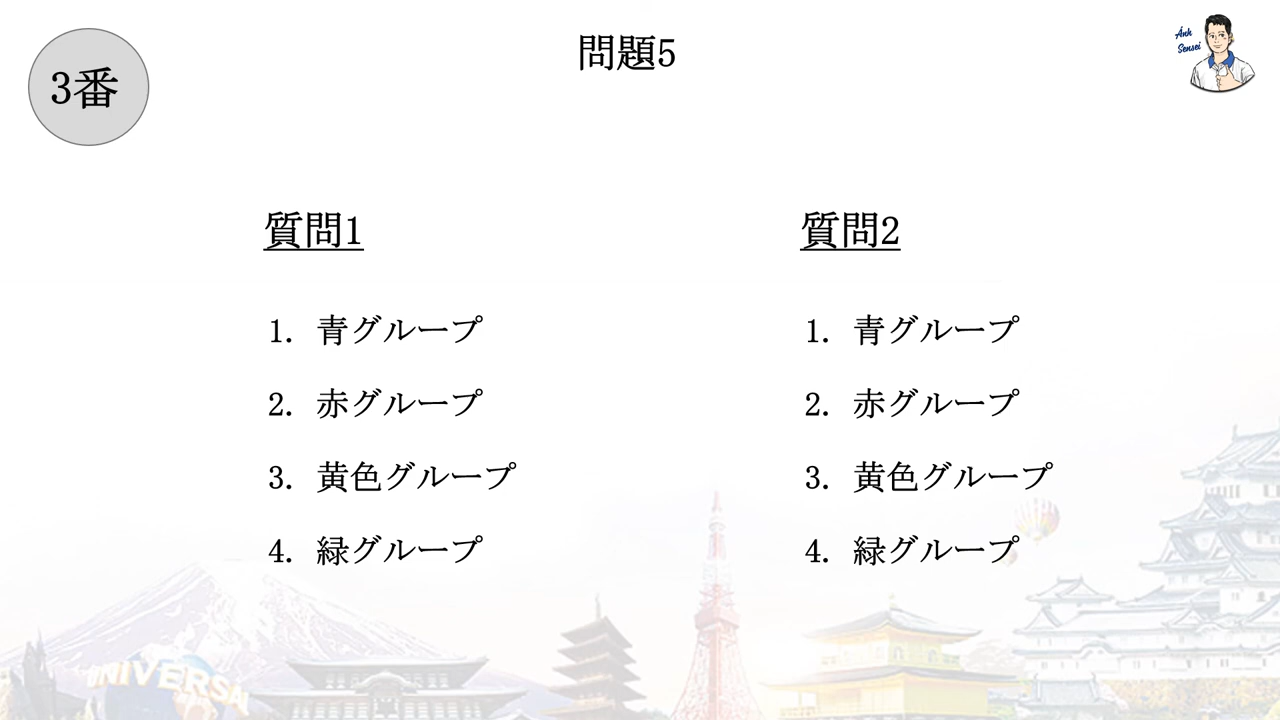 問題5
3番
Ánh
Sensei
質問1
1. 青グループ
2. 赤グループ
3. 黄色グループ
4. 緑グループ
質問2
1. 青グループ
2. 赤グループ
3. 黄色グループ
4. 緑グループ
UNIVERSAL